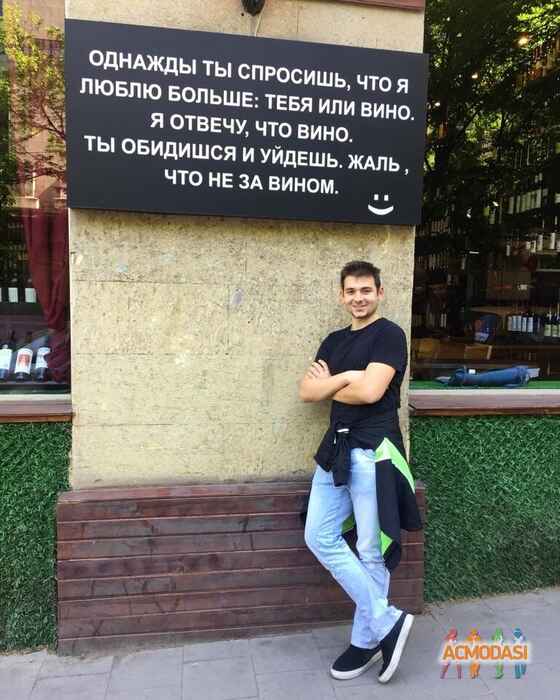 ОДНАЖДЫ ТЫ СПРОСИШЬ, ЧТО Я
ЛЮБЛЮ БОЛЬШЕ: ТЕБЯ ИЛИ ВИНО.
Я ОТВЕЧУ, ЧТО ВИНО.
ТЫ ОБИДИШСЯ И УЙДЕШЬ. ЖАЛЬ ,
ЧТО НЕ ЗА ВИНОМ.
ACMODASI